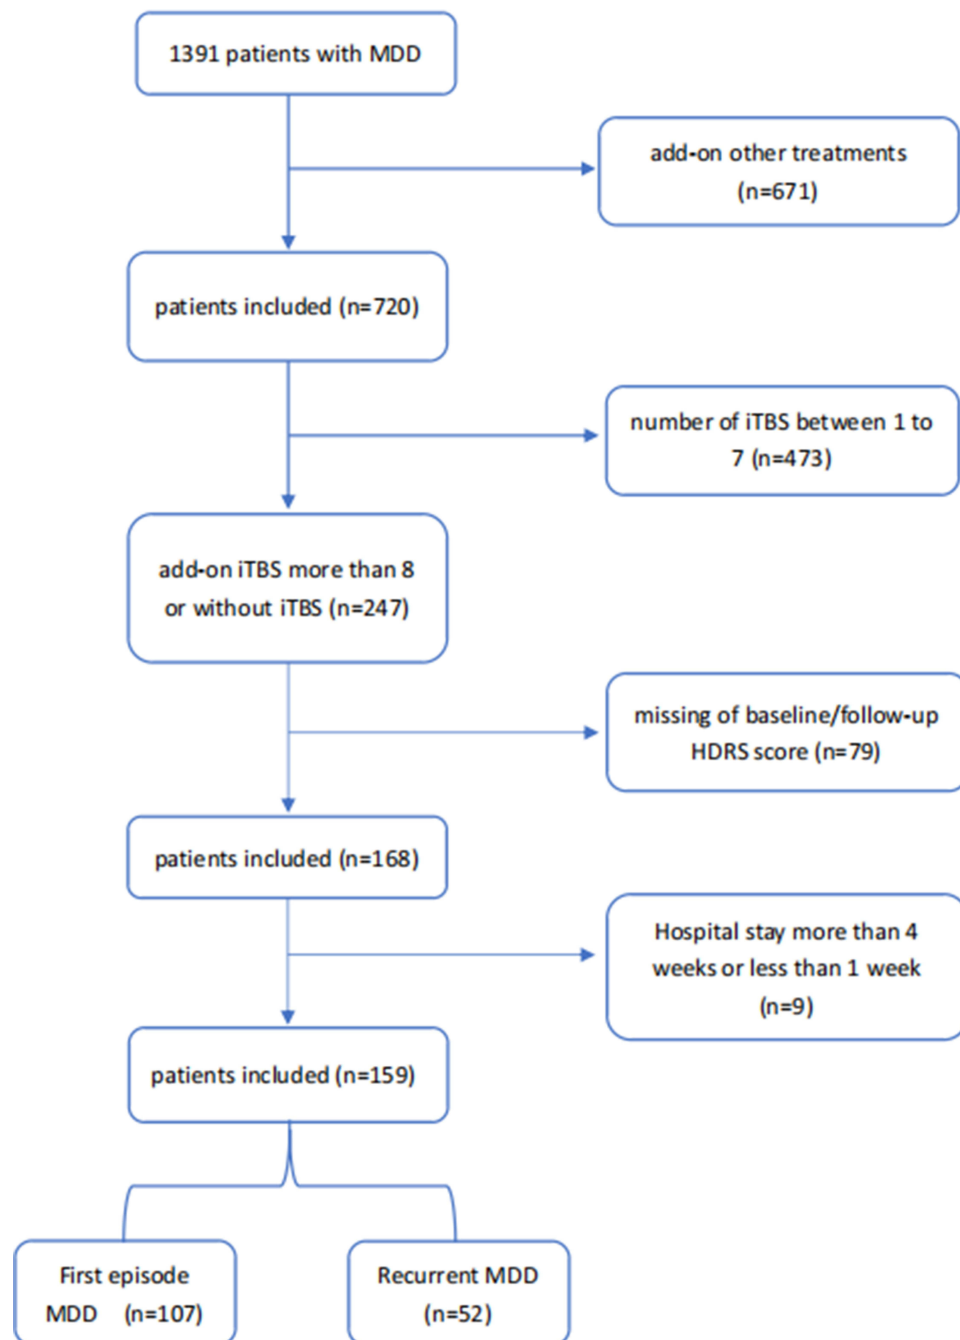 1391 patients with MDD
add-on other treatments
(n=671)
patients included (n=720)
number of iTBS between 1 to
7 (n=473)
add-on iTBS more than 8
or without iTBS (n=247)
missing of baseline/follow-up
HDRS score (n=79)
patients included (n=168)
Hospital stay more than 4
weeks or less than 1 week
(n=9)
patients included (n=159)
First episode
MDD (n=107)
Recurrent MDD
(n=52)